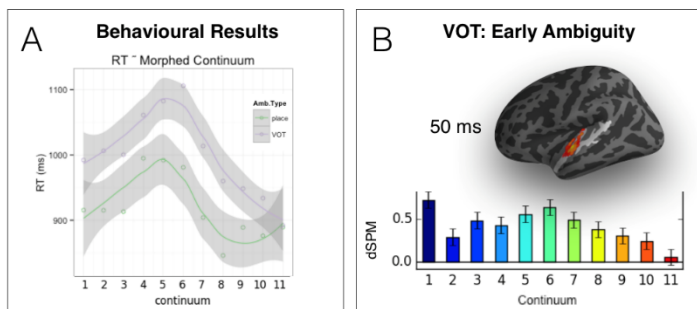 A
Behavioural Results
RT ~ Morphed Continuum
1100
1000
900
RT (ms)
Amb.Type
place
VOT
1 2 3 4 5 6 7 8 9 10 11
continuum
B
VOT: Early Ambiguity
50 ms
dSPM
0.5
0.0
1 2 3 4 5 6 7 8 9 10 11
Continuum